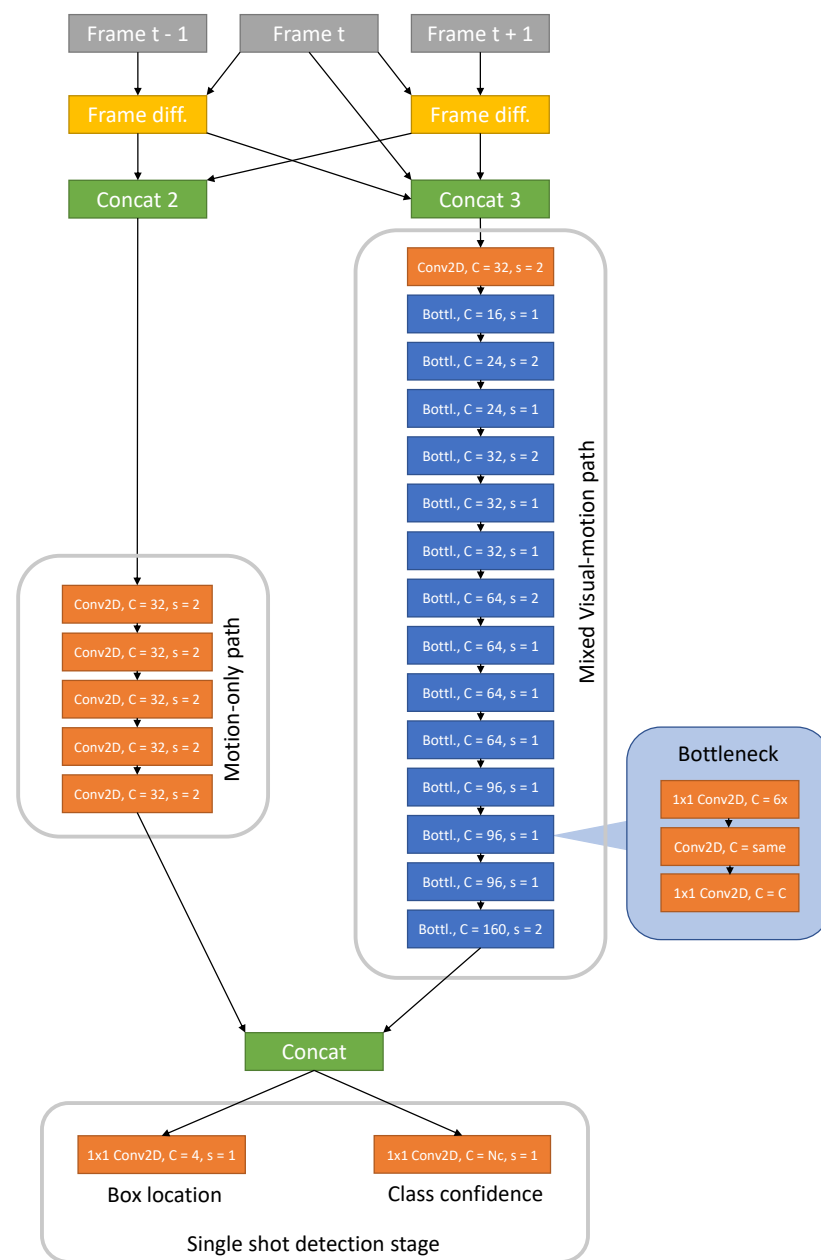 Frame t - 1
Frame t
Frame t + 1
Frame diff.
Frame diff.
Concat 2
Concat 3
Conv2D, C = 32, s = 2
Bottl., C = 16, s = 1
Bottl., C = 24, s = 2
Bottl., C = 24, s = 1
Bottl., C = 32, s = 2
Bottl., C = 32, s = 1
Bottl., C = 32, s = 1
Bottl., C = 64, s = 2
Bottl., C = 64, s = 1
Bottl., C = 64, s = 1
Bottl., C = 64, s = 1
Bottl., C = 96, s = 1
Bottl., C = 96, s = 1
Bottl., C = 96, s = 1
Bottl., C = 160, s = 2
Mixed Visual-motion path
Conv2D, C = 32, s = 2
Conv2D, C = 32, s = 2
Conv2D, C = 32, s = 2
Conv2D, C = 32, s = 2
Conv2D, C = 32, s = 2
Motion-only path
Bottleneck
1x1 Conv2D, C = 6x
Conv2D, C = same
1x1 Conv2D, C = C
Concat
1x1 Conv2D, C = 4, s = 1
Box location
1x1 Conv2D, C = Nc, s = 1
Class confidence
Single shot detection stage